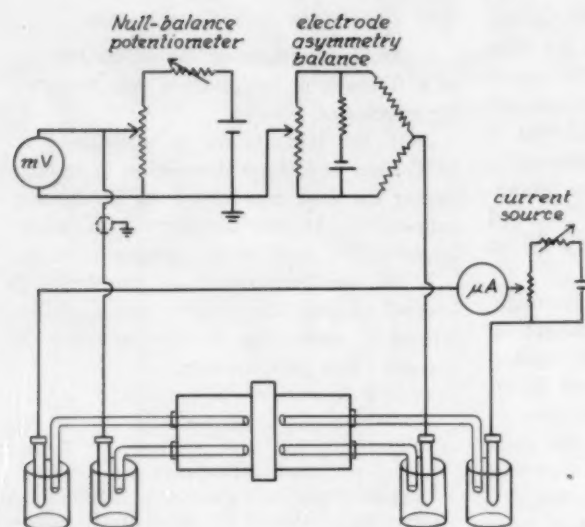 Null-balance
potentiometer
electrode
asymmetry
balance
mV
current
source
μA